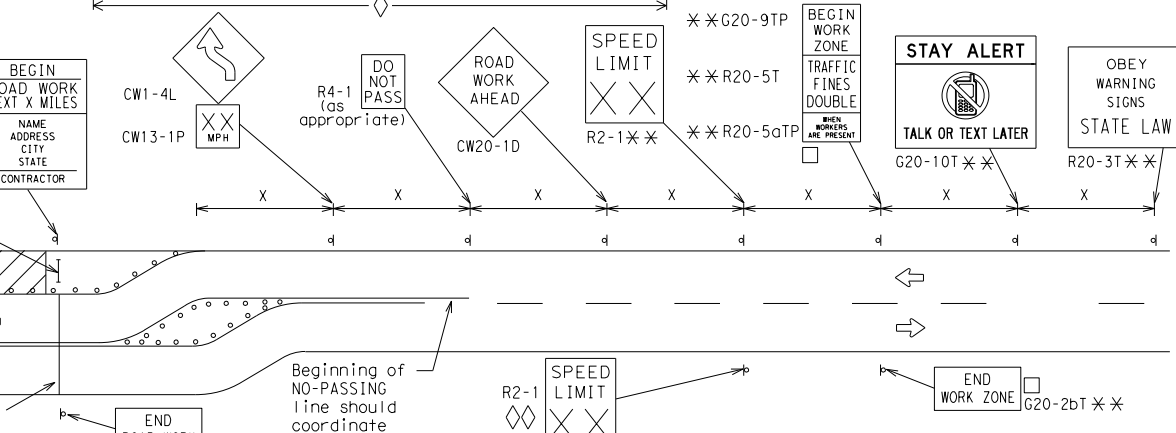 BEGIN
ROAD WORK
NEXT X MILES
NAME
ADDRESS
CITY
STATE
CONTRACTOR
CW1-4L
CW13-1P
XX
MPH
R4-1
(as
appropriate)
DO
NOT
PASS
ROAD
WORK
AHEAD
CW20-1D
SPEED
LIMIT
XX
R2-1**
**G20-9TP
**R20-5T
**R20-5aTP
BEGIN
WORK
ZONE
TRAFFIC
FINES
DOUBLE
WHEN
WORKERS
ARE PRESENT
STAY ALERT
TALK OR TEXT LATER
G20-10T**
OBEY
WARNING
SIGNS
STATE LAW
R20-3T**
X X X X X X X
Beginning of
NO-PASSING
line should
coordinate
R2-1
SPEED
LIMIT
XX
END
WORK ZONE
G20-2bT**
END
ROAD WORK